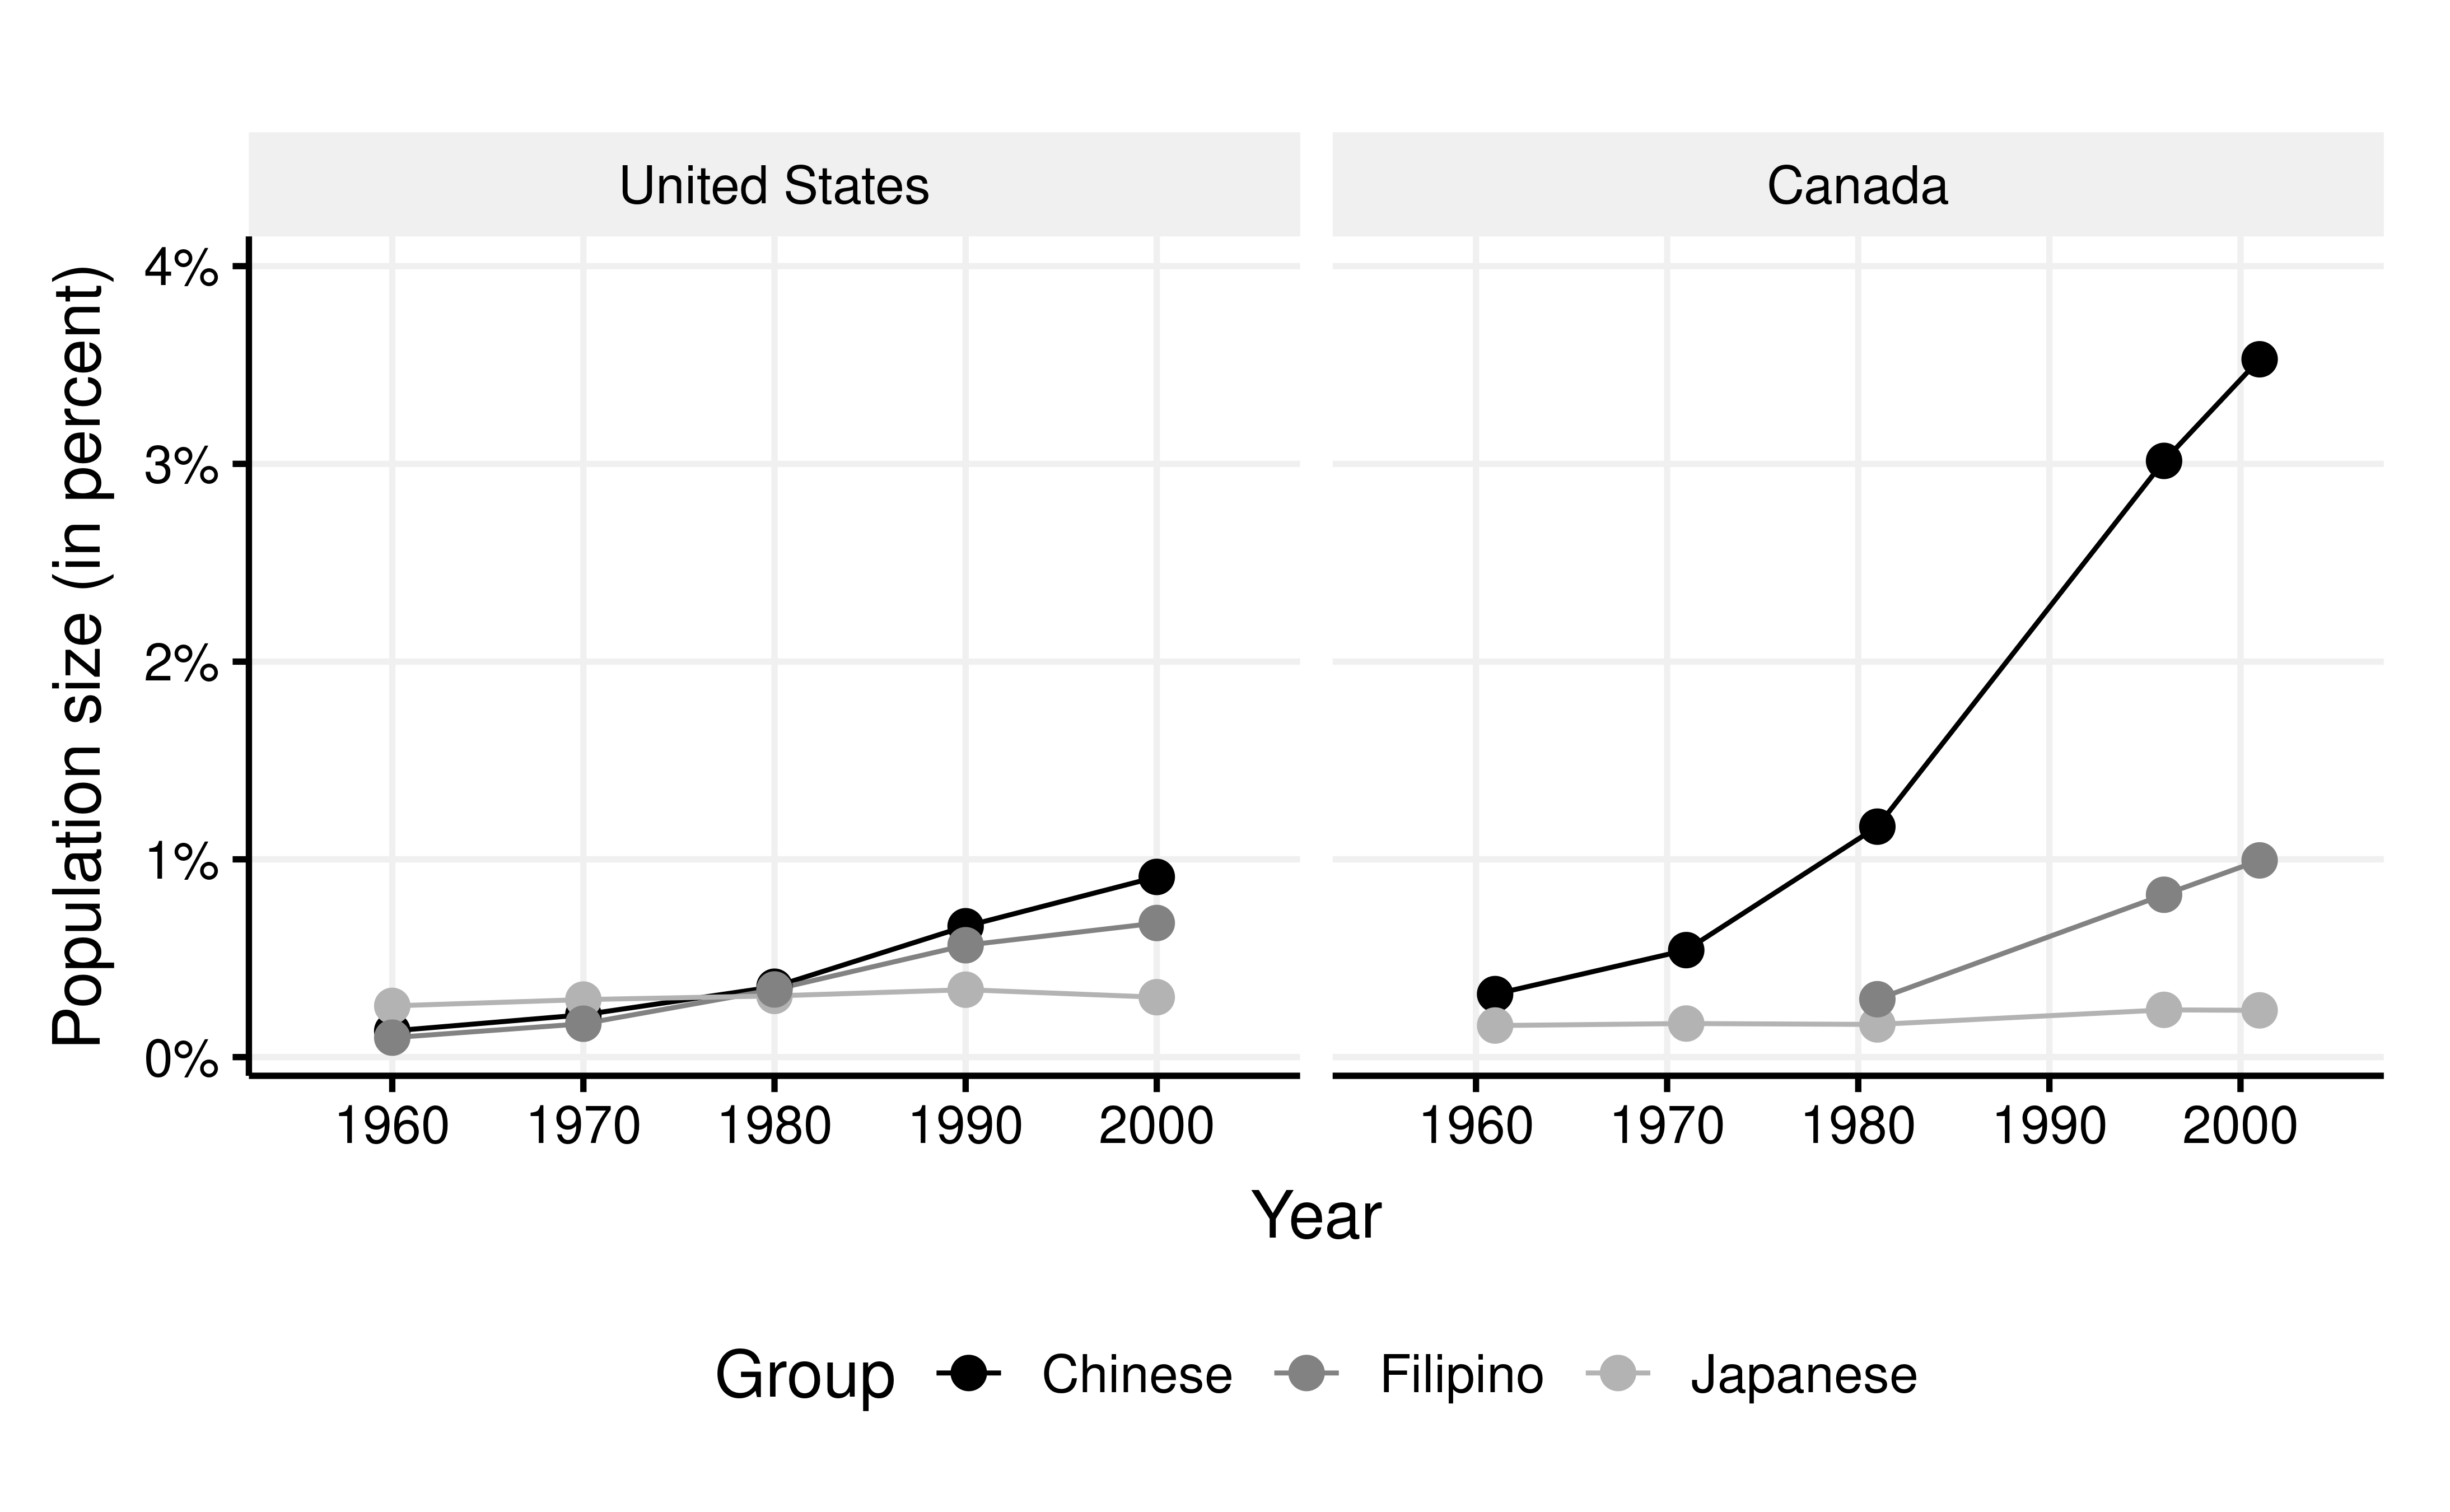 United States
Canada
Population size (in percent)
4%
3%
2%
1%
0%
1960 1970 1980 1990 2000
1960 1970 1980 1990 2000
Year
Group Chinese Filipino Japanese